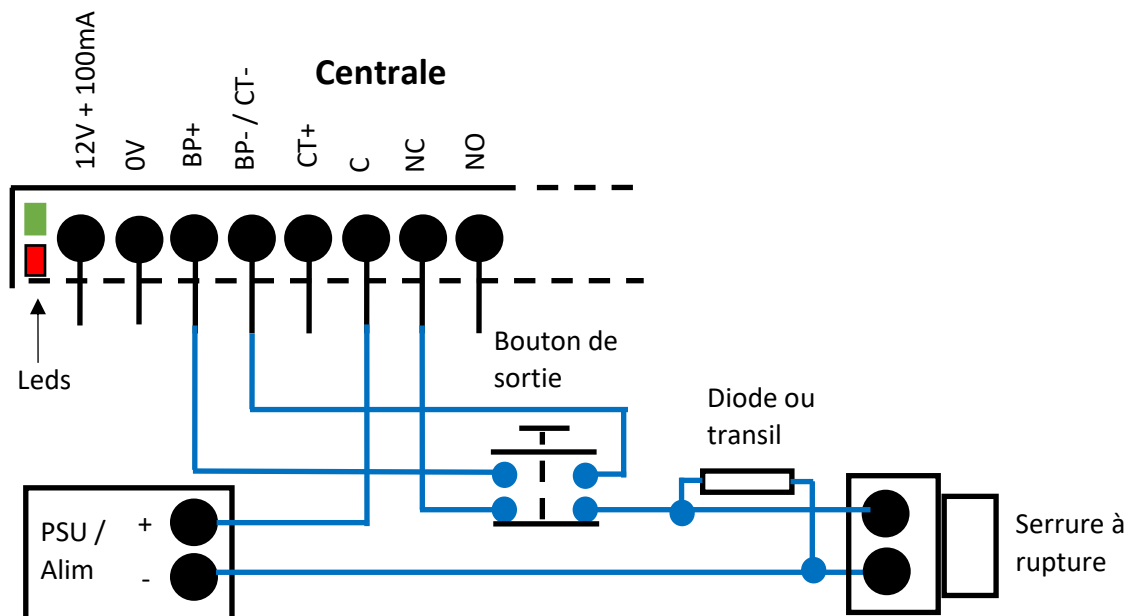 Centrale
12V + 100mA
0V
BP+
BP- / CT-
CT+
C
NC
NO
Leds
Bouton de
sortie
Diode ou
transil
PSU /
Alim
+
-
Serrure à
rupture